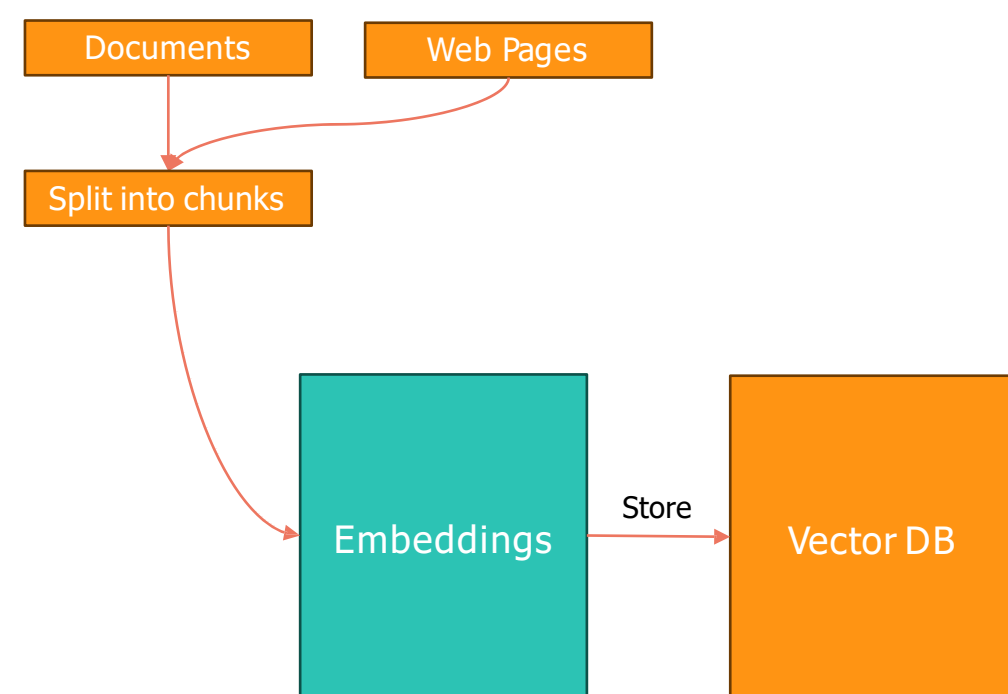 Documents
Web Pages
Split into chunks
Store
Embeddings
Vector DB